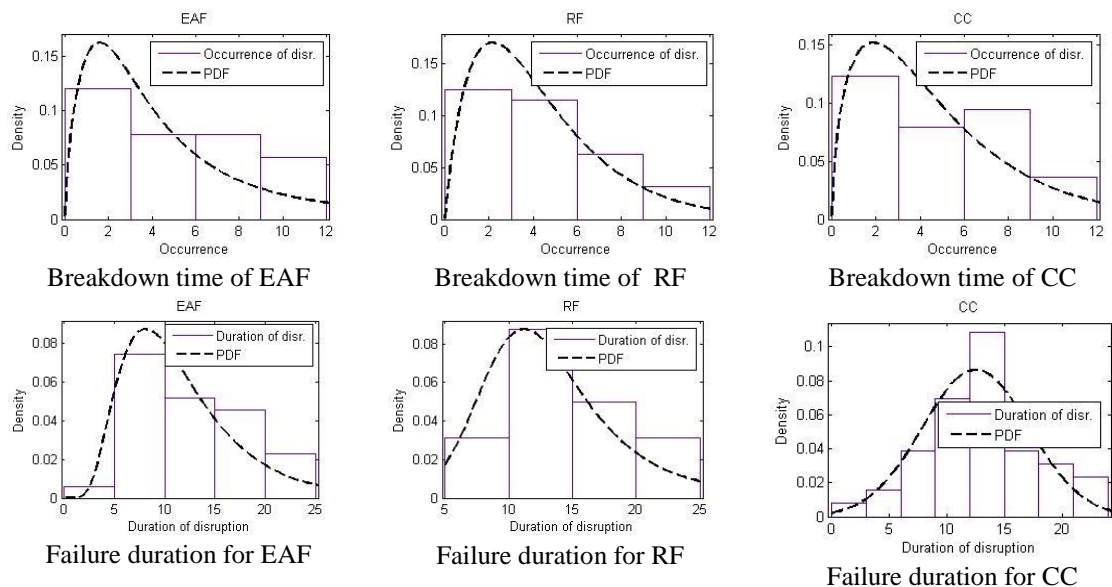 EAF
RF
CC
Density
0.15
0.1
0.05
0
Occurrence of disr.
PDF
0 2 4 6 8 10 12
Occurrence
Density
0.15
0.1
0.05
0
Occurrence of disr.
PDF
0 2 4 6 8 10 12
Occurrence
Density
0.15
0.1
0.05
0
Occurrence of disr.
PDF
0 2 4 6 8 10 12
Occurrence
Breakdown time of EAF
Breakdown time of RF
Breakdown time of CC
EAF
RF
CC
Density
0.08
0.06
0.04
0.02
0
Duration of disr.
PDF
0 5 10 15 20 25
Duration of disruption
Density
0.08
0.06
0.04
0.02
0
Duration of disr.
PDF
5 10 15 20 25
Duration of disruption
Density
0.1
0.08
0.06
0.04
0.02
0
Duration of disr.
PDF
0 5 10 15 20
Duration of disruption
Failure duration for EAF
Failure duration for RF
Failure duration for CC